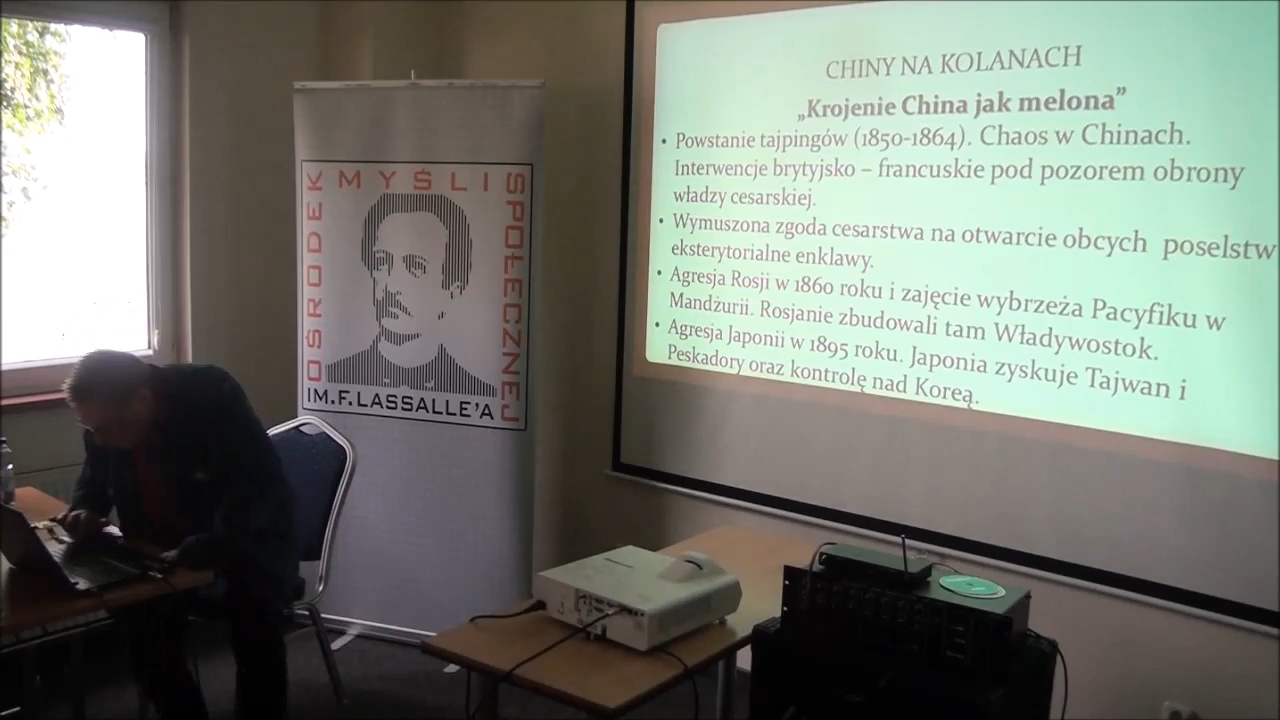 OŚRODEK MYŚLI SPOŁECZNEJ
IM. F. LASSALLE'A
CHINY NA KOLANACH
„Krojenie China jak melona”
• Powstanie tajpingów (1850-1864). Chaos w Chinach.
Interwencje brytyjsko – francuskie pod pozorem obrony
władzy cesarskiej.
• Wymuszona zgoda cesarstwa na otwarcie obcych poselstw
eksterytorialne enklawy.
• Agresja Rosji w 1860 roku i zajęcie wybrzeża Pacyfiku w
Mandżurii. Rosjanie zbudowali tam Władywostok.
• Agresja Japonii w 1895 roku. Japonia zyskuje Tajwan i
Peskadory oraz kontrolę nad Koreą.